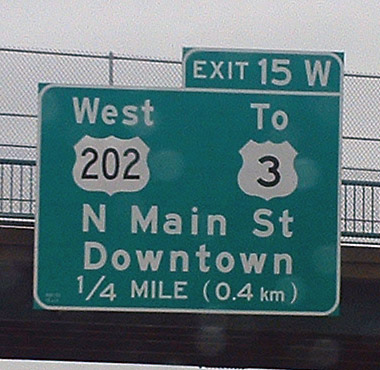 EXIT 15 W
West To
202 3
N Main St
Downtown
1/4 MILE (0.4 km)